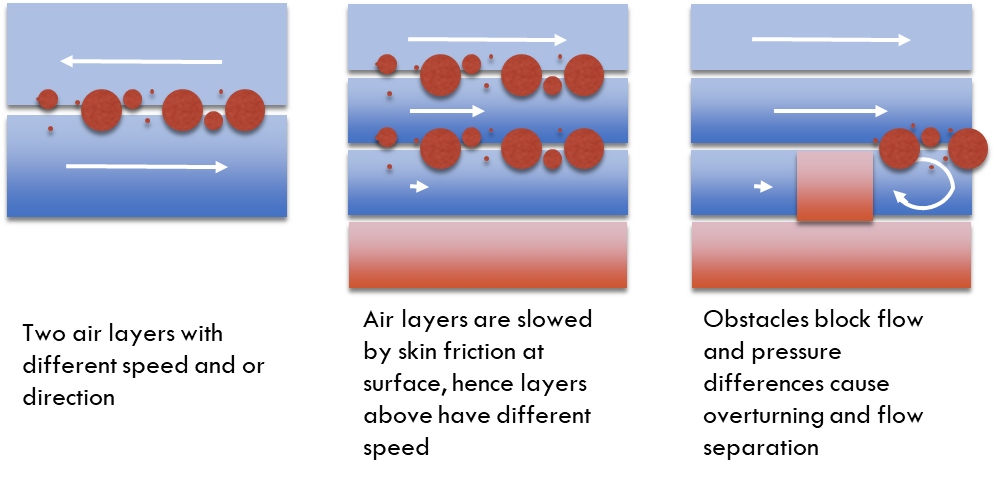 Two air layers with
different speed and or
direction
Air layers are slowed
by skin friction at
surface, hence layers
above have different
speed
Obstacles block flow
and pressure
differences cause
overturning and flow
separation